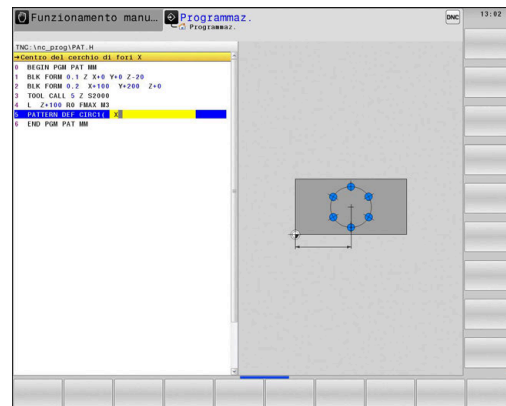 Funzionamento manu…
Programmaz.
Programmaz.
DNC
13:02
TNC:\nc_prog\PAT.H
→Centro del cerchio di fori X
0 BEGIN PGM PAT MM
1 BLK FORM 0.1 Z X+0 Y+0 Z-20
2 BLK FORM 0.2 X+100 Y+200 Z+0
3 TOOL CALL 5 Z S2000
4 L Z+100 R0 FMAX M3
5 PATTERN DEF CIRC1( X
6 END PGM PAT MM